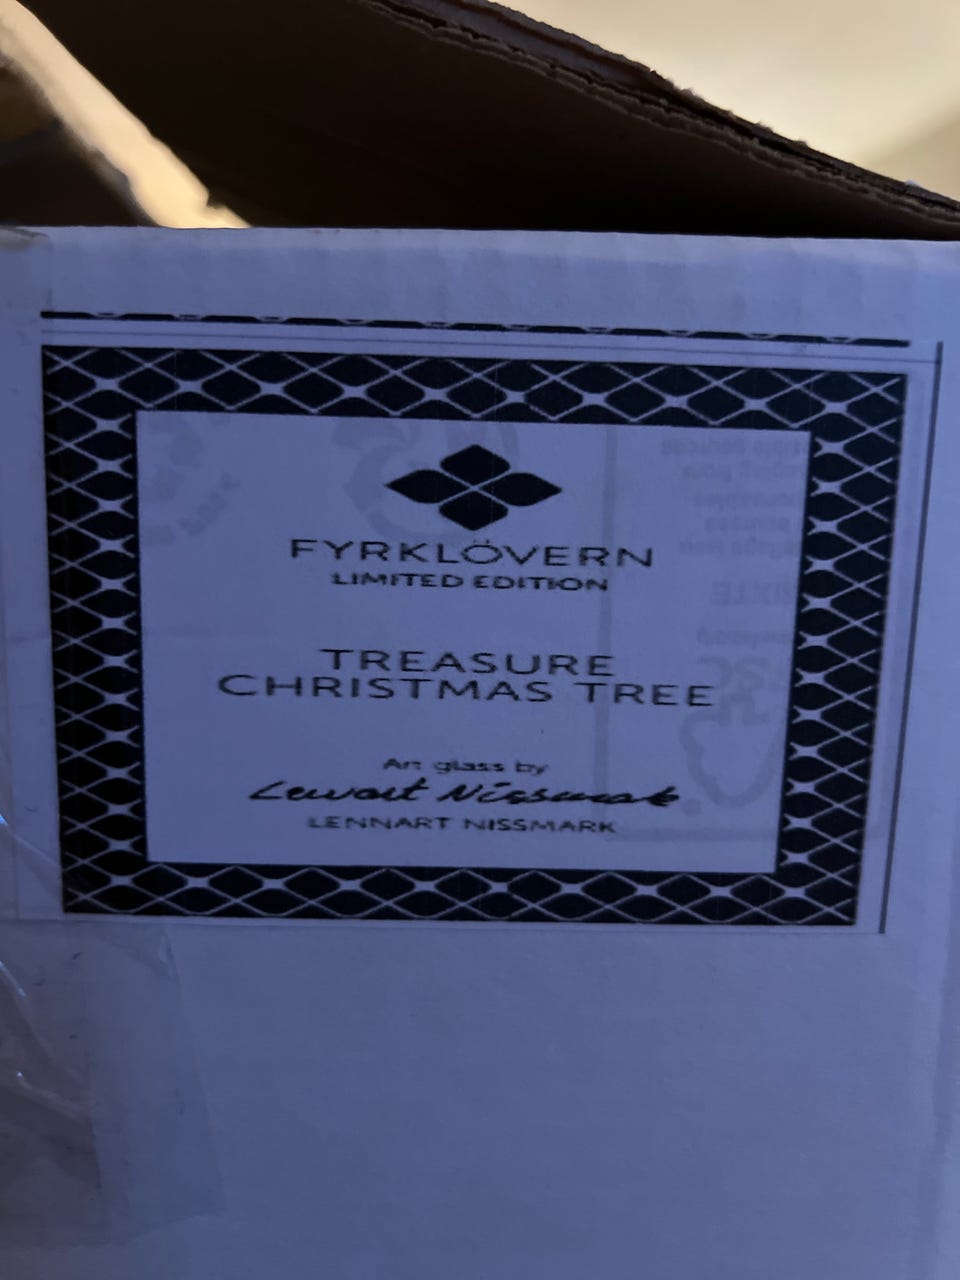 FYRKLÖVERN
LIMITED EDITION
TREASURE
CHRISTMAS TREE
Art glass by
Lennart Nissmark
LENNART NISSMARK